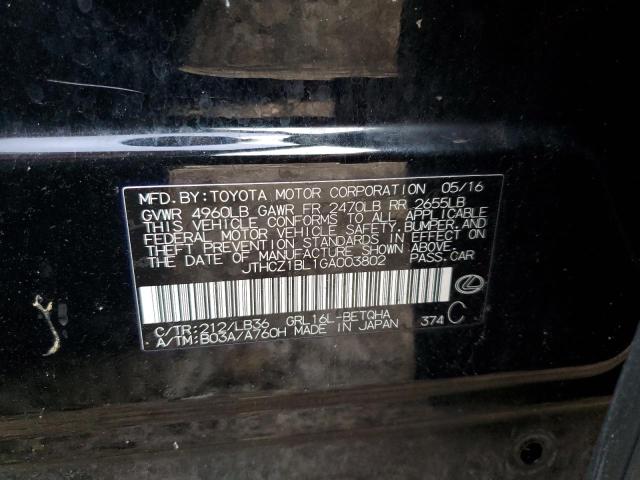 MFD.BY:TOYOTA MOTOR CORPORATION 05/16
GVWR 4960LB GAWR FR 2470LB RR 2655LB
THIS VEHICLE CONFORMS TO ALL APPLICABLE
FEDERAL MOTOR VEHICLE SAFETY,BUMPER,AND
THEFT PREVENTION STANDARDS IN EFFECT ON
THE DATE OF MANUFACTURE SHOWN ABOVE.
JTHCZ1BL1GA003802 PASS.CAR
C/TR:212/LB36 GRL16L-BETQHA
A/TM:B03A/A760H MADE IN JAPAN 374 C